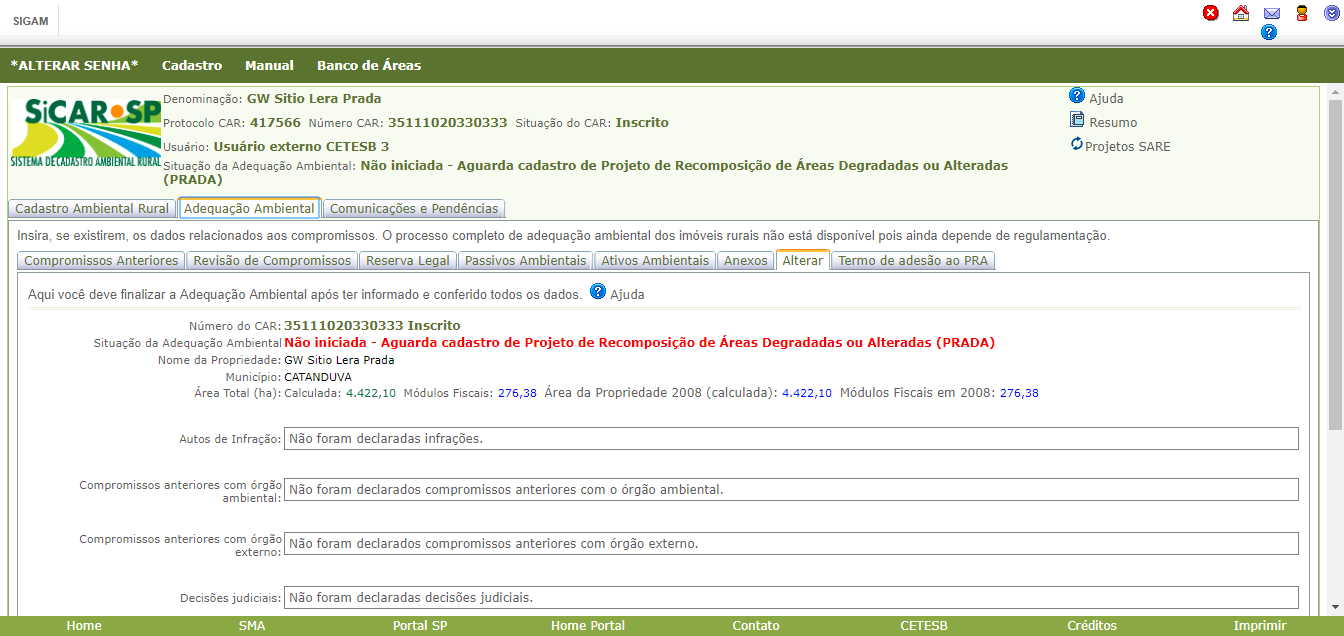 SIGAM
*ALTERAR SENHA* Cadastro Manual Banco de Áreas
SiCAR SP
SISTEMA DE CADASTRO AMBIENTAL RURAL
Denominação: GW Sitio Lera Prada
Protocolo CAR: 417566 Número CAR: 35111020330333 Situação do CAR: Inscrito
Usuário: Usuário externo CETESB 3
Situação da Adequação Ambiental: Não iniciada - Aguarda cadastro de Projeto de Recomposição de Áreas Degradadas ou Alteradas
(PRADA)
Ajuda
Resumo
Projetos SARE
Cadastro Ambiental Rural Adequação Ambiental Comunicações e Pendências
Insira, se existirem, os dados relacionados aos compromissos. O processo completo de adequação ambiental dos imóveis rurais não está disponível pois ainda depende de regulamentação.
Compromissos Anteriores Revisão de Compromissos Reserva Legal Passivos Ambientais Ativos Ambientais Anexos Alterar Termo de adesão ao PRA
Aqui você deve finalizar a Adequação Ambiental após ter informado e conferido todos os dados. Ajuda
Número do CAR: 35111020330333 Inscrito
Situação da Adequação Ambiental Não iniciada - Aguarda cadastro de Projeto de Recomposição de Áreas Degradadas ou Alteradas (PRADA)
Nome da Propriedade: GW Sitio Lera Prada
Município: CATANDUVA
Área Total (ha): Calculada: 4.422,10 Módulos Fiscais: 276,38 Área da Propriedade 2008 (calculada): 4.422,10 Módulos Fiscais em 2008: 276,38
Autos de Infração: Não foram declaradas infrações.
Compromissos anteriores com órgão
ambiental: Não foram declarados compromissos anteriores com o órgão ambiental.
Compromissos anteriores com órgão
externo: Não foram declarados compromissos anteriores com órgão externo.
Decisões judiciais: Não foram declaradas decisões judiciais.
Home SMA Portal SP Home Portal Contato CETESB Créditos Imprimir